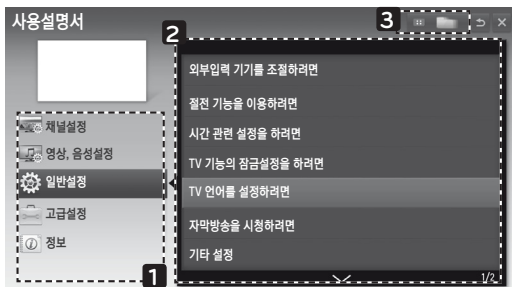 사용설명서
3
2
외부입력 기기를 조절하려면
절전 기능을 이용하려면
시간 관련 설정을 하려면
TV 기능의 잠금설정을 하려면
TV 언어를 설정하려면
자막방송을 시청하려면
기타 설정
1/2
채널설정
영상, 음성설정
일반설정
고급설정
정보
1